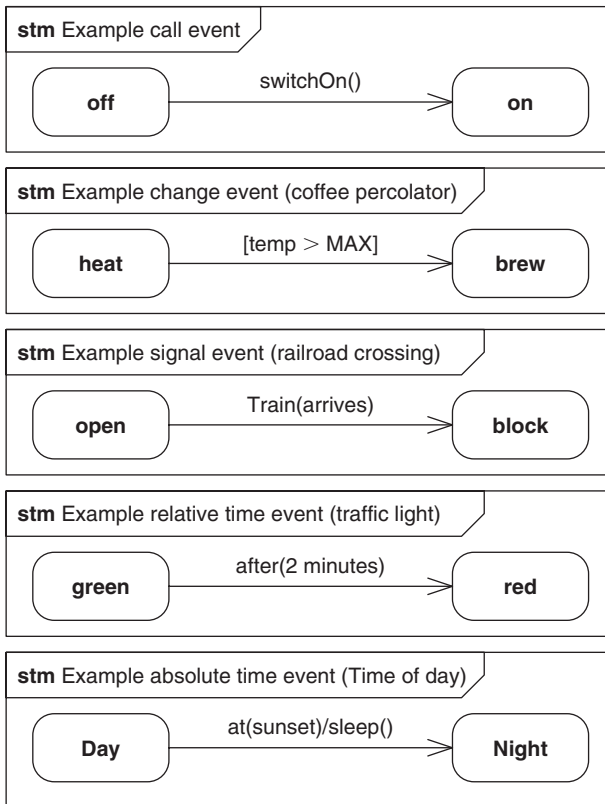 stm Example call event
switchOn()
off
on
stm Example change event (coffee percolator)
[temp > MAX]
heat
brew
stm Example signal event (railroad crossing)
Train(arrives)
open
block
stm Example relative time event (traffic light)
after(2 minutes)
green
red
stm Example absolute time event (Time of day)
at(sunset)/sleep()
Day
Night